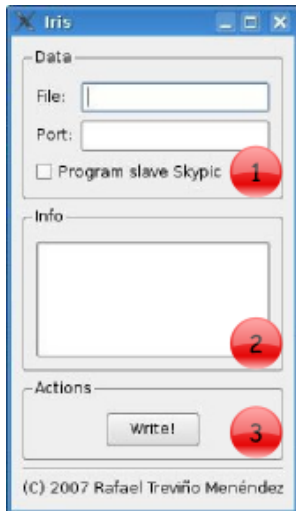 Iris
Data
File:
Port:
Program slave Skypic
1
Info
2
Actions
Write!
3
(C) 2007 Rafael Treviño Menéndez